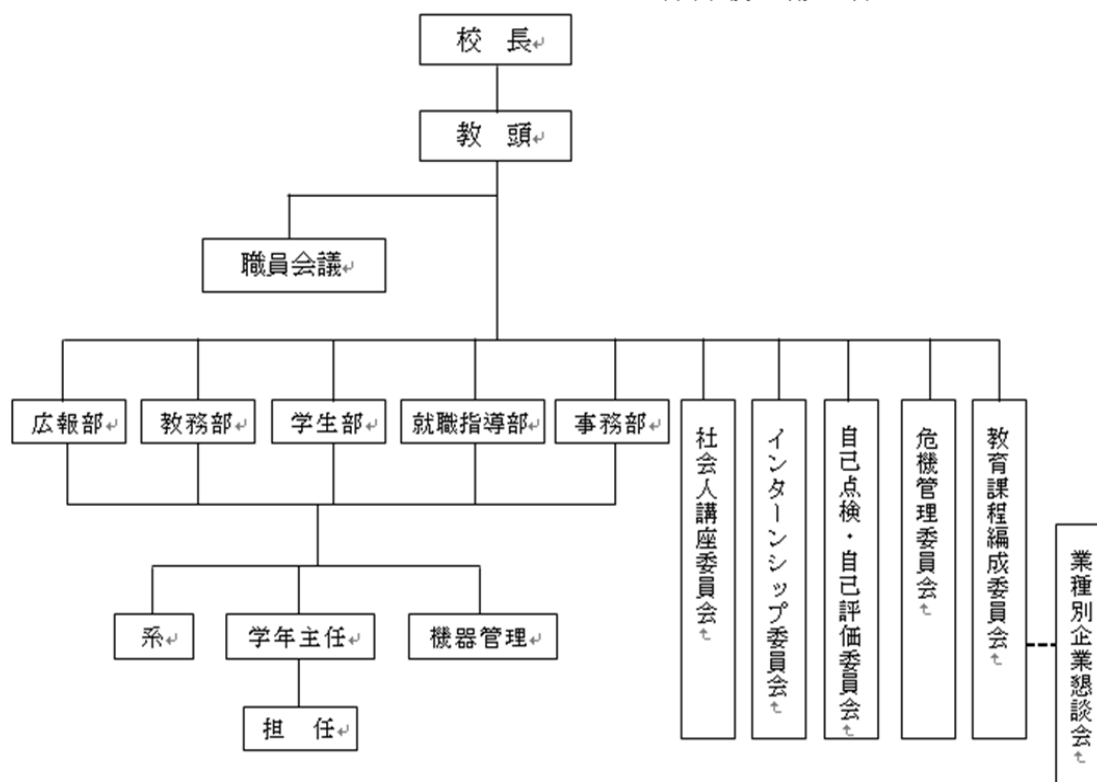 校　長
教　頭
職員会議
広報部
教務部
学生部
就職指導部
事務部
社会人講座委員会
インターンシップ委員会
自己点検・自己評価委員会
危機管理委員会
教育課程編成委員会
業種別企業懇談会
系
学年主任
機器管理
担　任